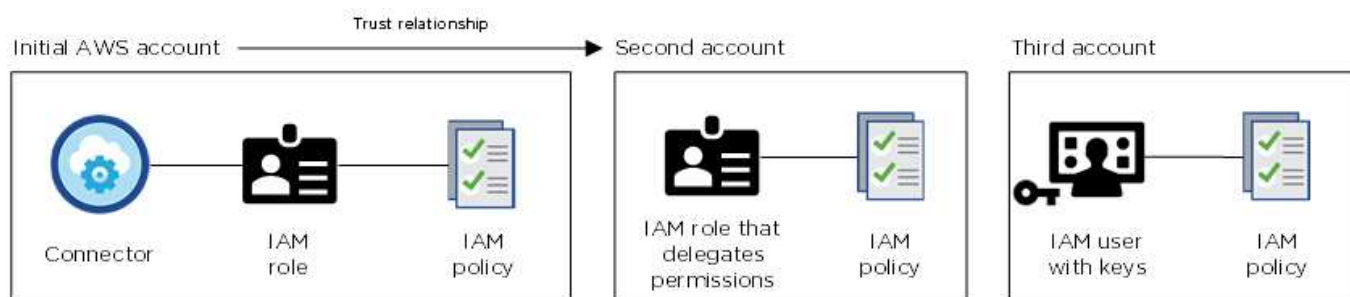 Trust relationship
Initial AWS account
Second account
Third account
Connector
IAM
role
IAM
policy
IAM role that
delegates
permissions
IAM
policy
IAM user
with keys
IAM
policy